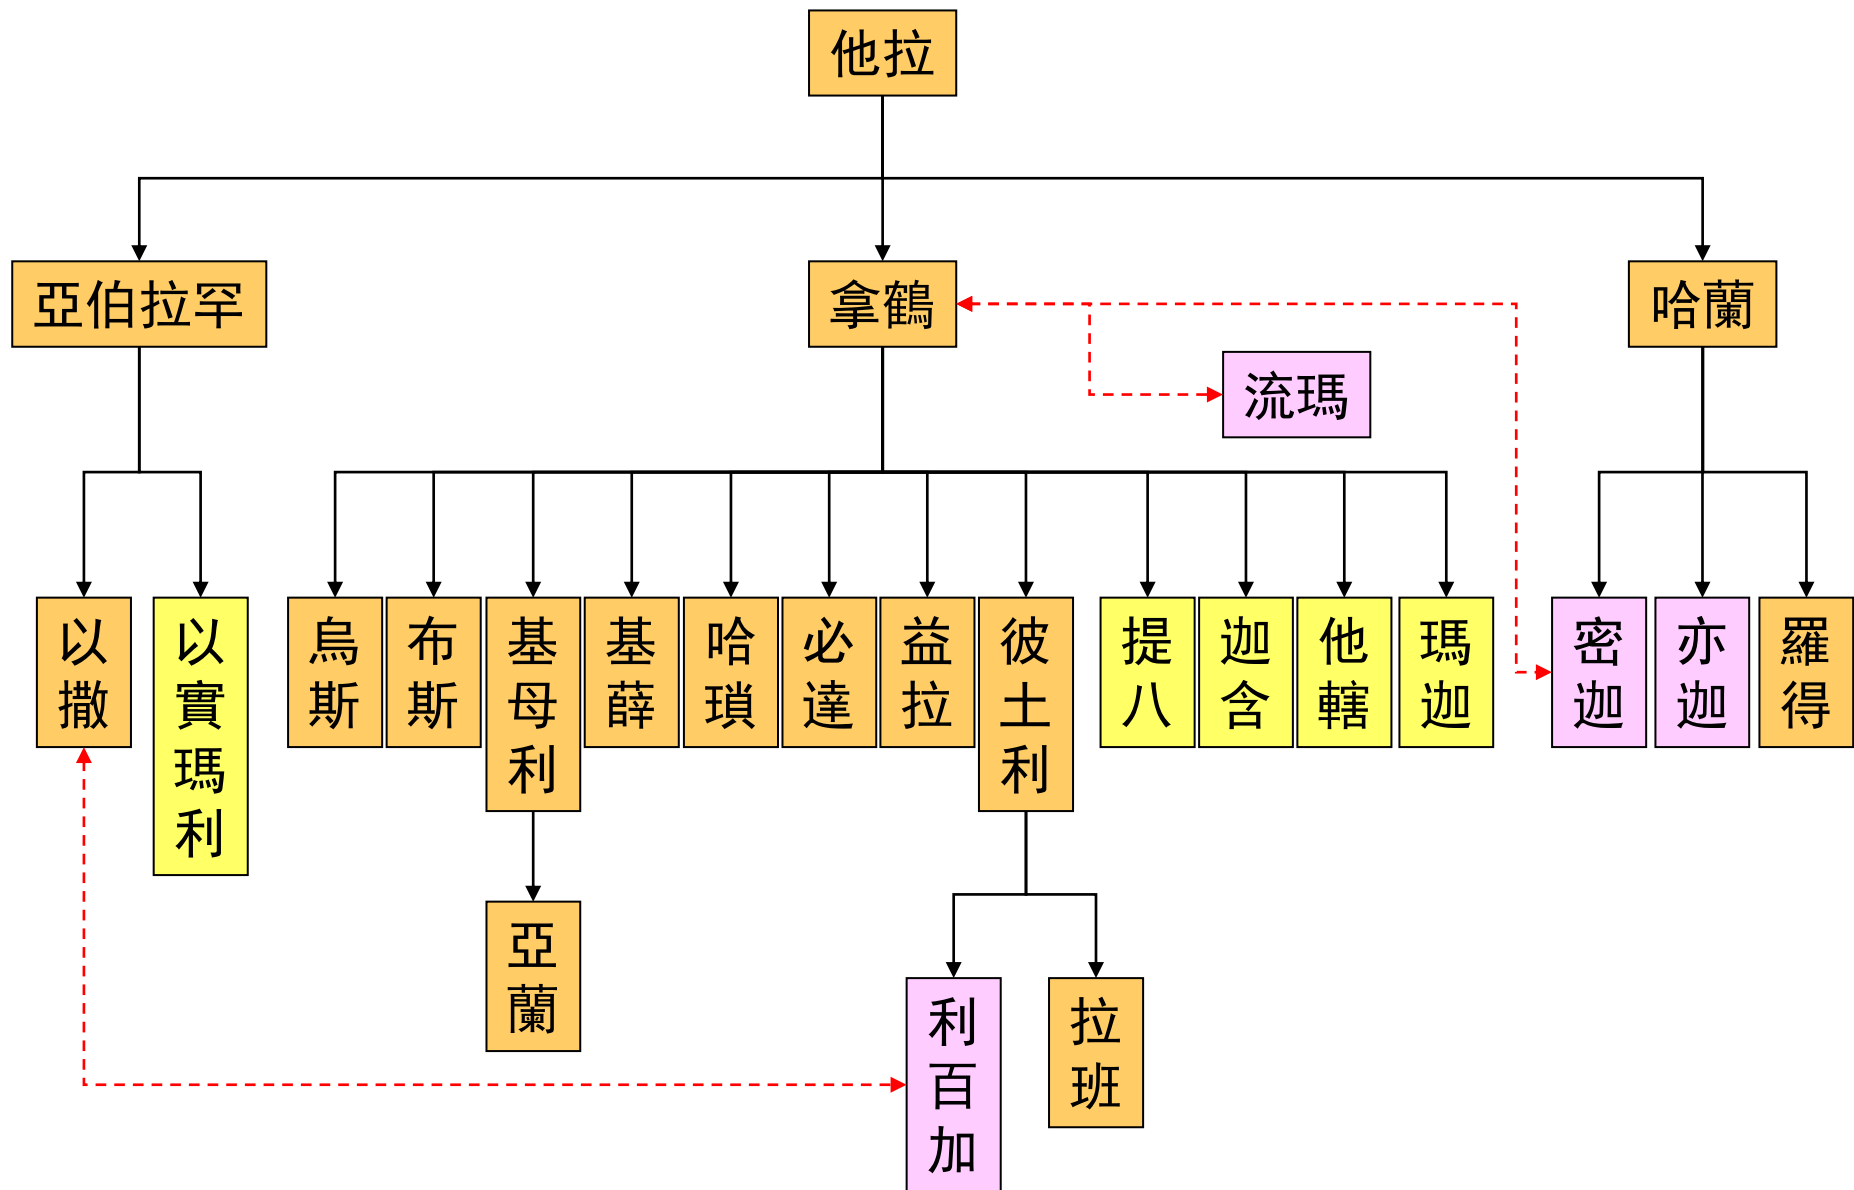 他拉
亞伯拉罕
拿鶴
哈蘭
流瑪
以撒
以實瑪利
烏斯
布斯
基母利
基薛
哈瑣
必達
益拉
彼土利
提八
迦含
他轄
瑪迦
密迦
亦迦
羅得
亞蘭
利百加
拉班